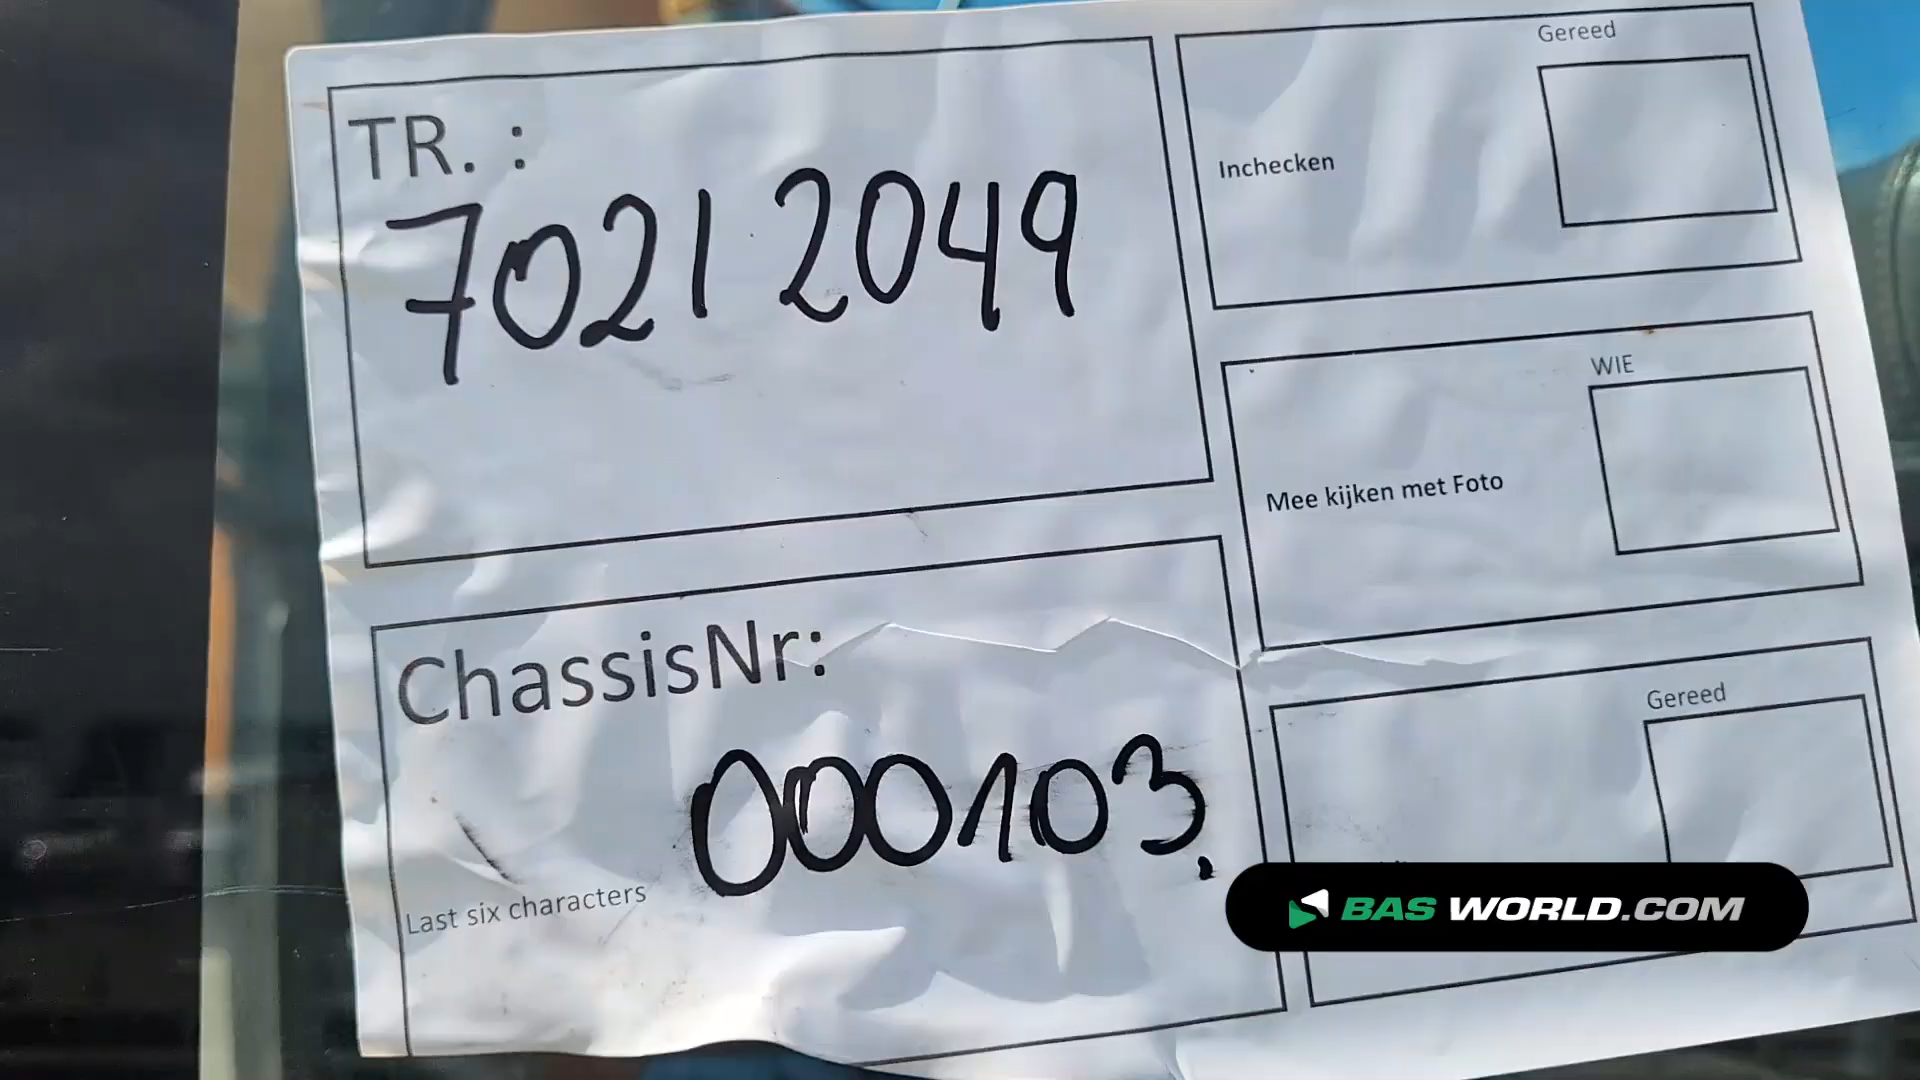 TR. :
70212049
ChassisNr:
000103.
Last six characters
Gereed
Inchecken
WIE
Mee kijken met Foto
Gereed
BAS WORLD.COM